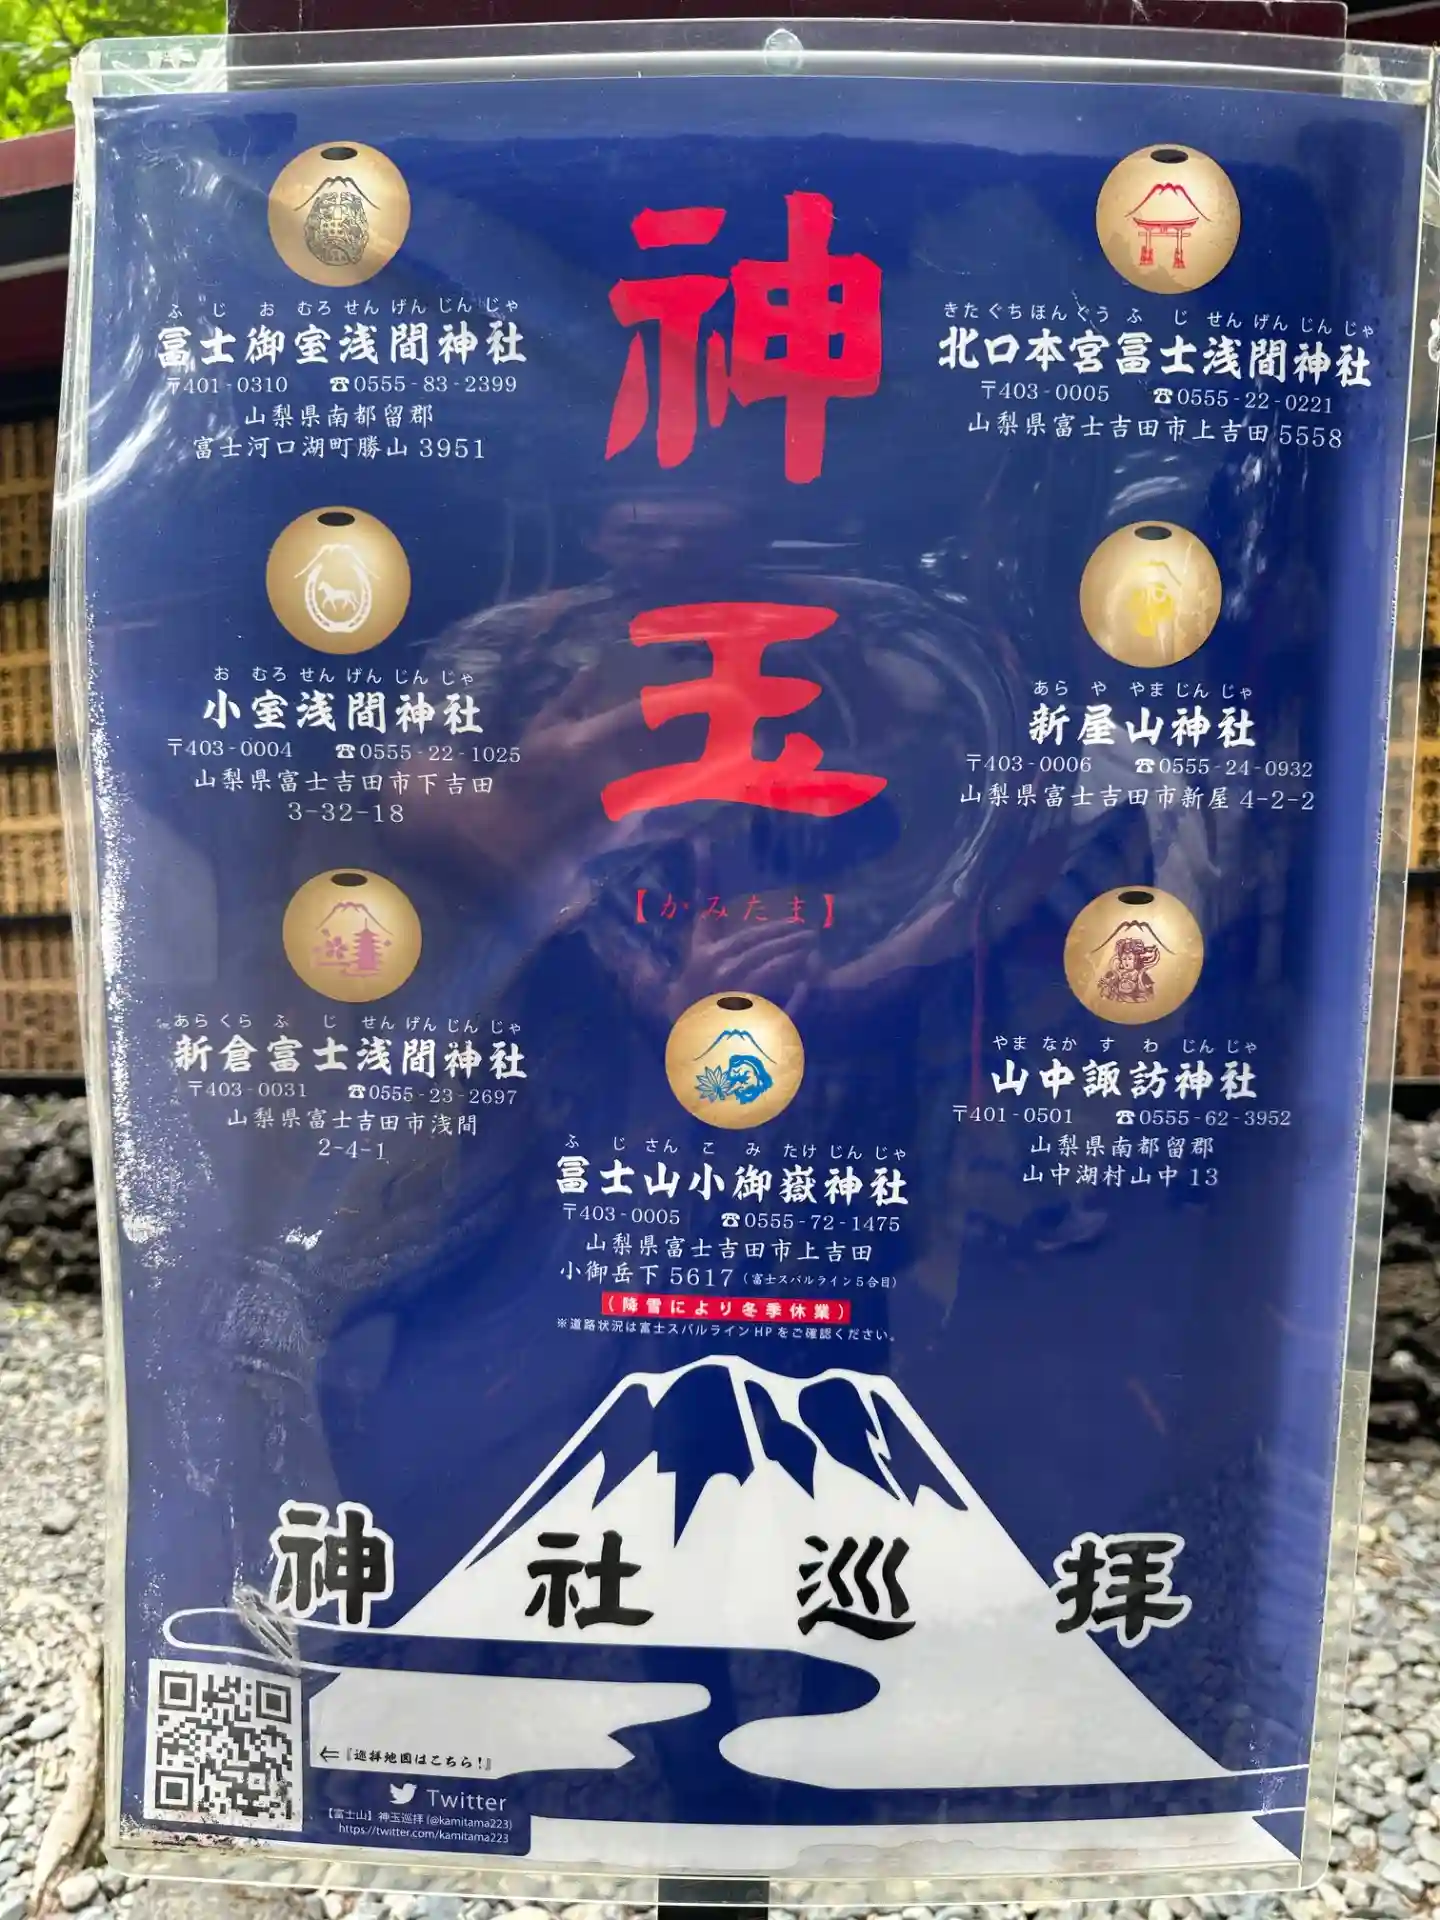 神玉
【かみたま】
ふじおむろせんげんじんじゃ
冨士御室浅間神社
〒401-0310 ☎0555-83-2399
山梨県南都留郡
富士河口湖町勝山3951
きたぐちほんぐうふじせんげんじんじゃ
北口本宮冨士浅間神社
〒403-0005 ☎0555-22-0221
山梨県富士吉田市上吉田5558
おむろせんげんじんじゃ
小室浅間神社
〒403-0004 ☎0555-22-1025
山梨県富士吉田市下吉田
3-32-18
あらややまじんじゃ
新屋山神社
〒403-0006 ☎0555-24-0932
山梨県富士吉田市新屋4-2-2
あらくらふじせんげんじんじゃ
新倉富士浅間神社
〒403-0031 ☎0555-23-2697
山梨県富士吉田市浅間
2-4-1
やまなかすわじんじゃ
山中諏訪神社
〒401-0501 ☎0555-62-3952
山梨県南都留郡
山中湖村山中13
ふじさんこみたけじんじゃ
冨士山小御嶽神社
〒403-0005 ☎0555-72-1475
山梨県富士吉田市上吉田
小御岳下5617（富士スバルライン5合目）
（降雪により冬季休業）
※道路状況は富士スバルラインHPをご確認ください。
神社巡拝
⇐『巡拝地図はこちら！』
Twitter
【富士山】神玉巡拝(@kamitama223)
https://twitter.com/kamitama223